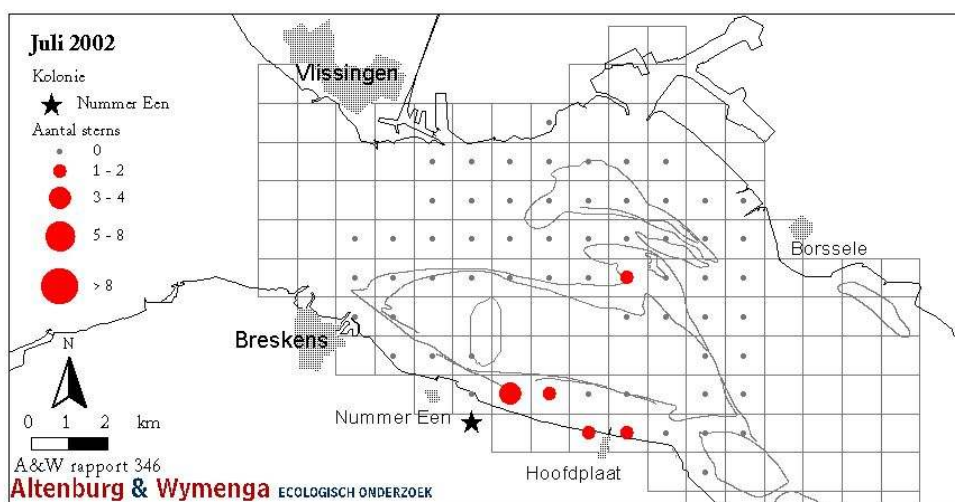 Juli 2002
Kolonie
Nummer Een
Aantal sterns
0
1 - 2
3 - 4
5 - 8
> 8
Vlissingen
Borssele
Breskens
Nummer Een
Hoofdplaat
N
0 1 2 km
A&W rapport 346
Altenburg & Wymenga ECOLOGISCH ONDERZOEK